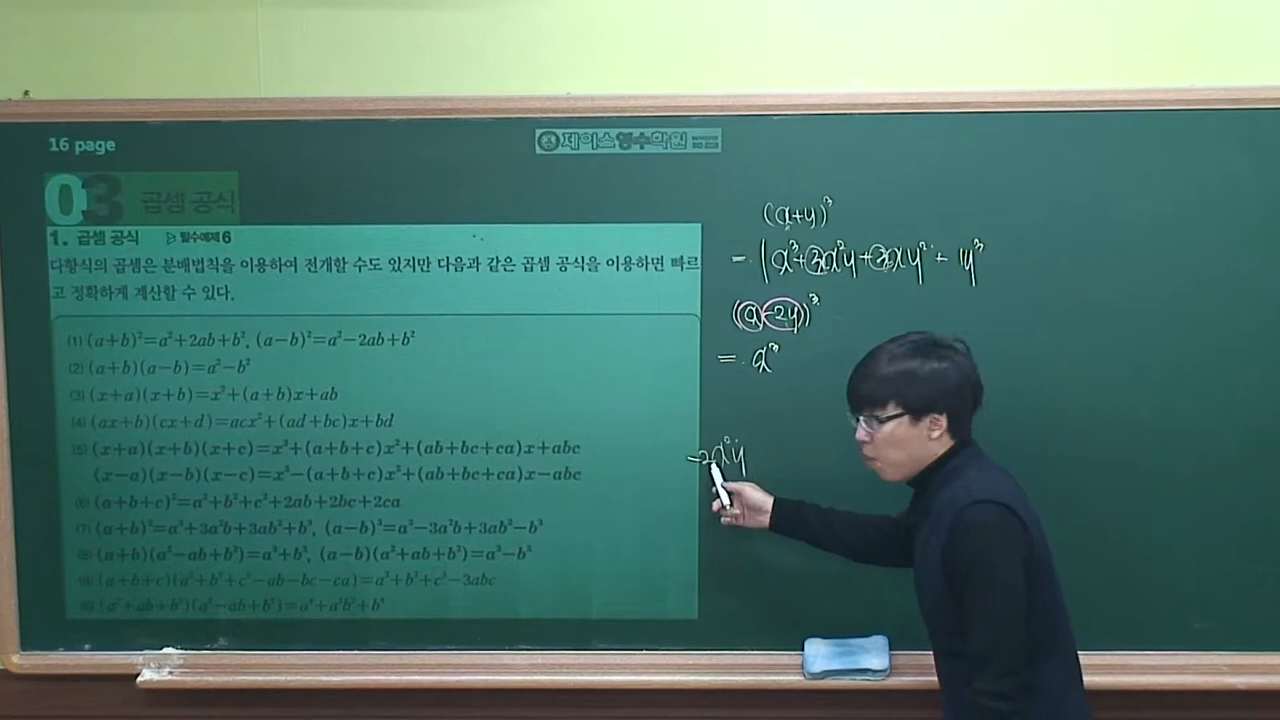 16 page
제이스영수학원
03 곱셈 공식
1. 곱셈 공식 ▷ 필수예제 6
다항식의 곱셈은 분배법칙을 이용하여 전개할 수도 있지만 다음과 같은 곱셈 공식을 이용하면 빠르
고 정확하게 계산할 수 있다.
(1) (a+b)²=a²+2ab+b², (a−b)²=a²−2ab+b²
(2) (a+b)(a−b)=a²−b²
(3) (x+a)(x+b)=x²+(a+b)x+ab
(4) (ax+b)(cx+d)=acx²+(ad+bc)x+bd
(5) (x+a)(x+b)(x+c)=x³+(a+b+c)x²+(ab+bc+ca)x+abc
(x−a)(x−b)(x−c)=x³−(a+b+c)x²+(ab+bc+ca)x−abc
(6) (a+b+c)²=a²+b²+c²+2ab+2bc+2ca
(7) (a+b)³=a³+3a²b+3ab²+b³, (a−b)³=a³−3a²b+3ab²−b³
(8) (a+b)(a²−ab+b²)=a³+b³, (a−b)(a²+ab+b²)=a³−b³
(9) (a+b+c)(a²+b²+c²−ab−bc−ca)=a³+b³+c³−3abc
(10) (a²+ab+b²)(a²−ab+b²)=a⁴+a²b²+b⁴
(x+y)³
= 1x³+3x²y+3xy²+1y³
(x−2y)³
= x³
−2x²y